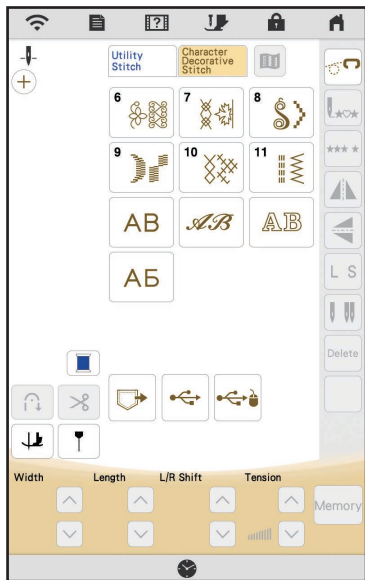 Utility
Stitch
Character
Decorative
Stitch
6
7
8
9
10
11
AB
AB
AB
АБ
L S
Delete
Width
Length
L/R Shift
Tension
Memory